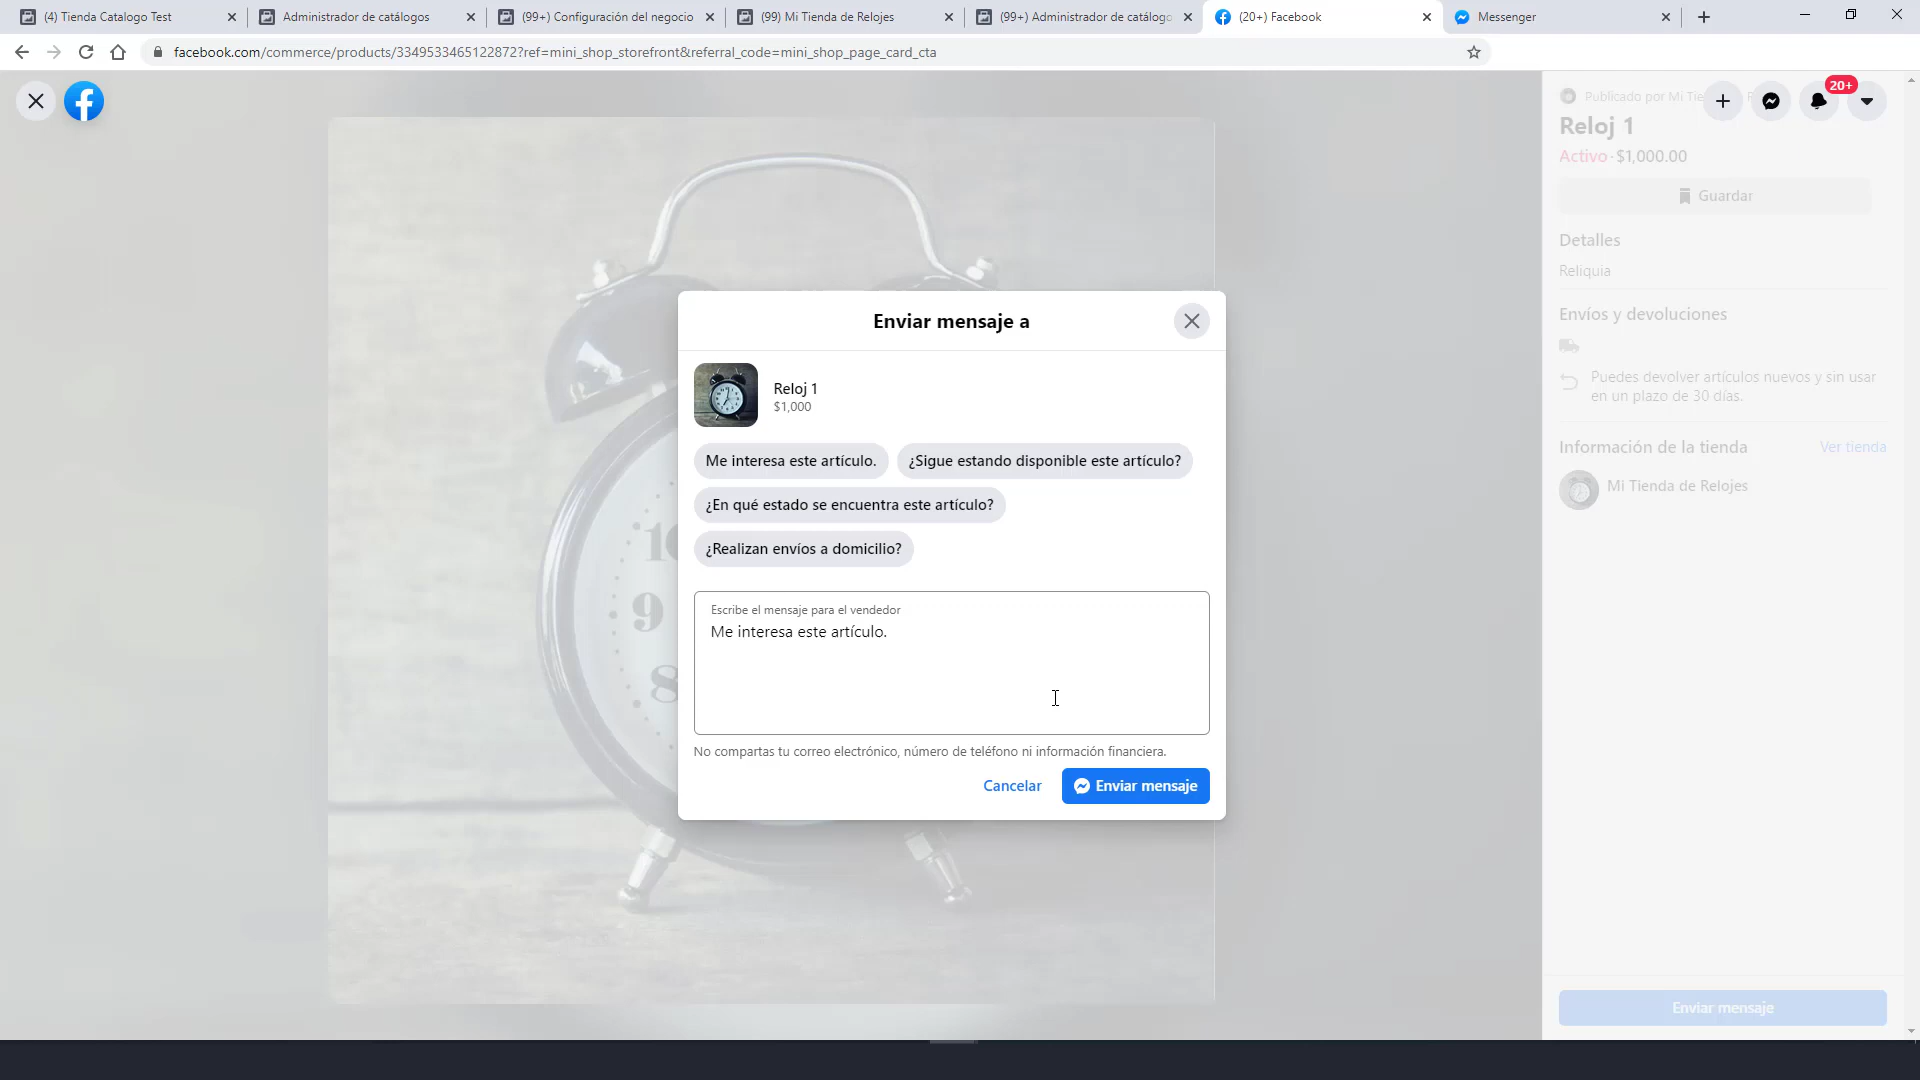 (4) Tienda Catalogo Test
Administrador de catálogos
(99+) Configuración del negocio
(99) Mi Tienda de Relojes
(99+) Administrador de catálogo
(20+) Facebook
Messenger
facebook.com/commerce/products/3349533465122872?ref=mini_shop_storefront&referral_code=mini_shop_page_card_cta
20+
Publicado por Mi Tie
Reloj 1
Activo · $1,000.00
Guardar
Detalles
Reliquia
Envíos y devoluciones
Puedes devolver artículos nuevos y sin usar
en un plazo de 30 días.
Información de la tienda
Ver tienda
Mi Tienda de Relojes
Enviar mensaje
Enviar mensaje a
Reloj 1
$1,000
Me interesa este artículo.
¿Sigue estando disponible este artículo?
¿En qué estado se encuentra este artículo?
¿Realizan envíos a domicilio?
Escribe el mensaje para el vendedor
Me interesa este artículo.
No compartas tu correo electrónico, número de teléfono ni información financiera.
Cancelar
Enviar mensaje
10
9
8